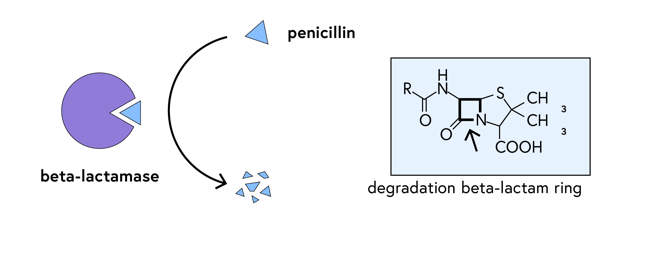 penicillin
beta-lactamase
H
R
N
S
CH
3
CH
3
O
O
N
COOH
degradation beta-lactam ring